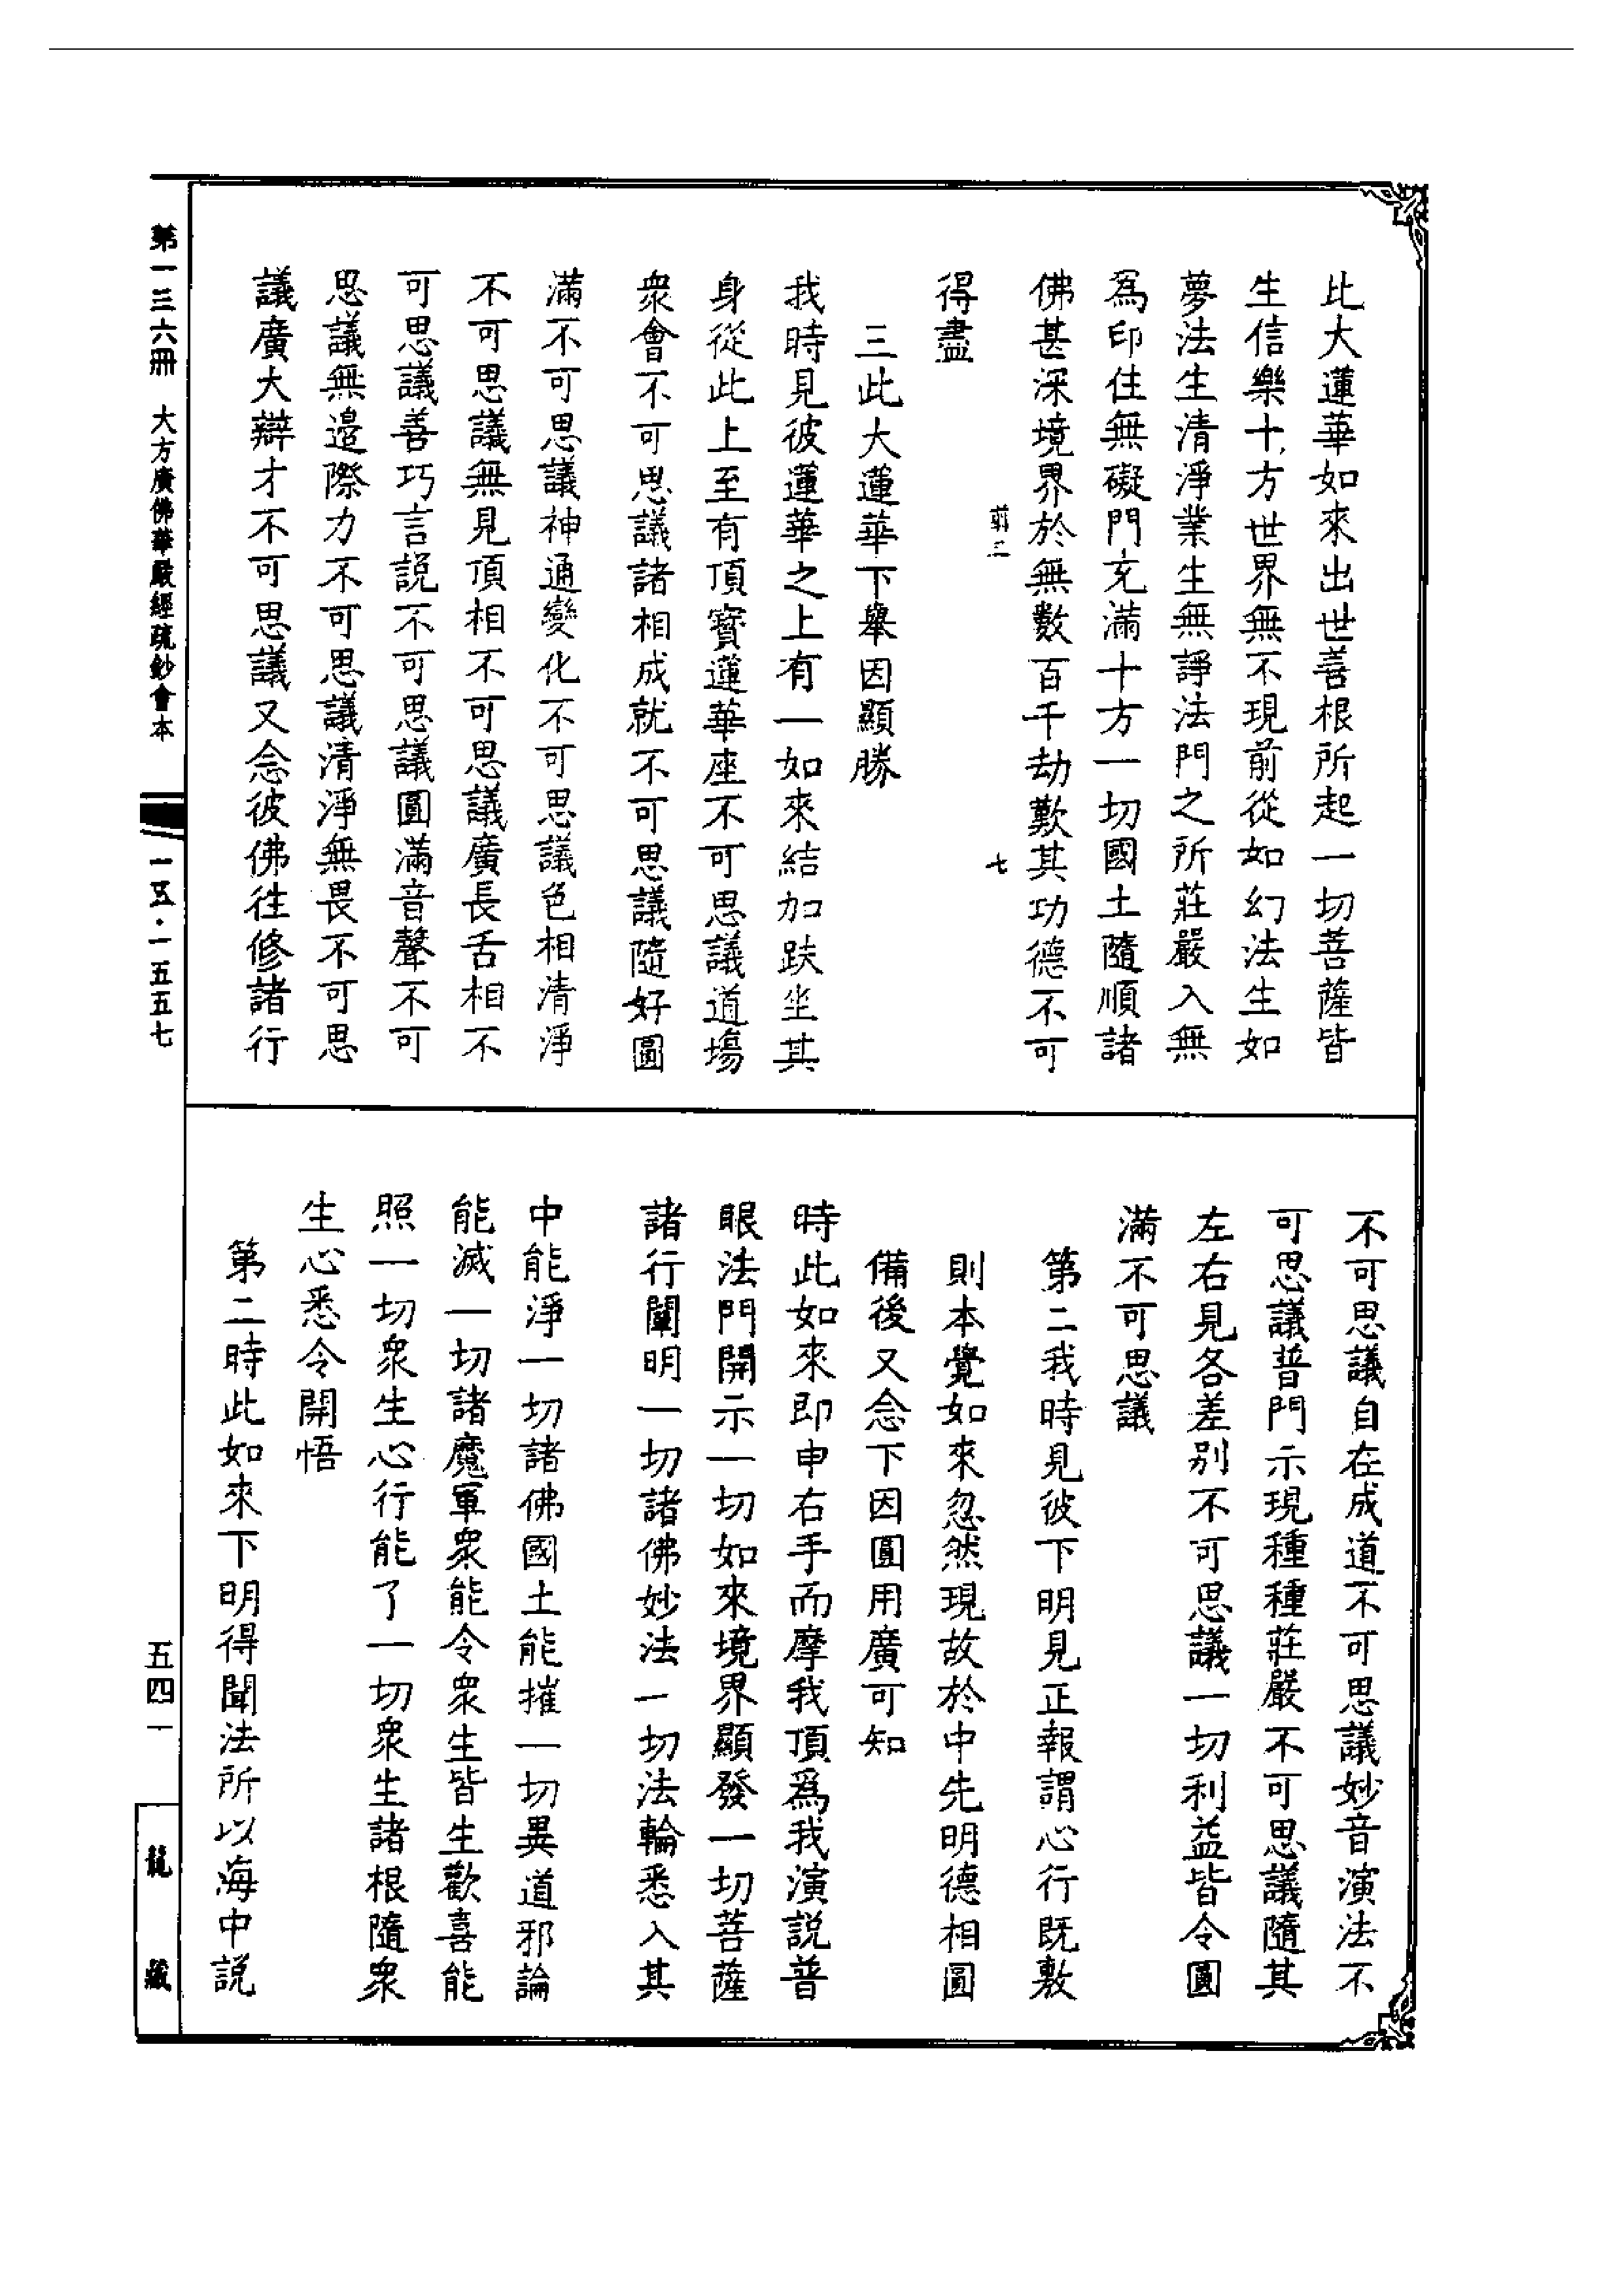 此大蓮華如來出世善根所起一切菩薩皆
生信樂十方世界無不現前從如幻法生如
夢法生清淨業生無諍法門之所莊嚴入無
為印住無礙門充滿十方一切國土隨順諸
佛甚深境界於無數百千劫歎其功德不可
七
得盡
三此大蓮華下舉因顯勝
我時見彼蓮華之上有一如來結加趺坐其
身從此上至有頂寶蓮華座不可思議道場
眾會不可思議諸相成就不可思議隨好圓
滿不可思議神通變化不可思議色相清淨
不可思議無見頂相不可思議廣長舌相不
可思議善巧言說不可思議圓滿音聲不可
思議無邊際力不可思議清淨無畏不可思
議廣大辯才不可思議又念彼佛往修諸行
不可思議自在成道不可思議妙音演法不
可思議普門示現種種莊嚴不可思議隨其
左右見各差别不可思議一切利益皆令圓
滿不可思議
第二我時見彼下明見正報謂心行既敷
則本覺如來忽然現故於中先明德相圓
備後又念下因圓用廣可知
時此如來即申右手而摩我頂為我演說普
眼法門開示一切如來境界顯發一切菩薩
諸行闡明一切諸佛妙法一切法輪悉入其
中能淨一切諸佛國土能摧一切異道邪論
能滅一切諸魔軍眾能令眾生皆生歡喜能
照一切眾生心行能了一切眾生諸根隨眾
生心悉令開悟
第二時此如來下明得聞法所以海中說
第一三六冊 大方廣佛華嚴經疏鈔會本
一五·一五五七
五四一
龍藏